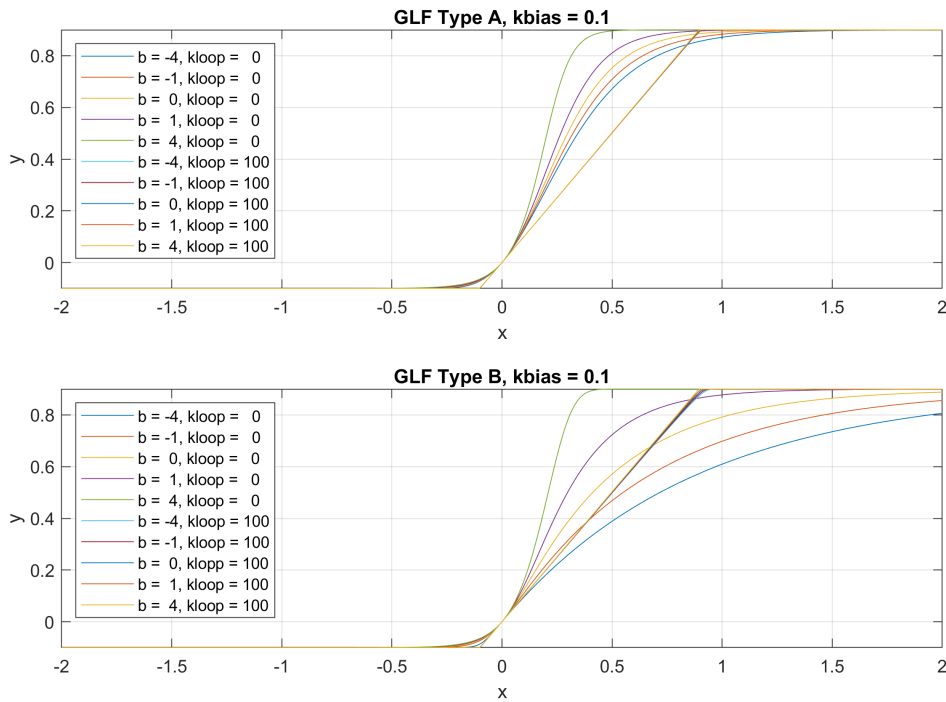 GLF Type A, kbias = 0.1
0.8
0.6
0.4
0.2
0
y
b = -4, kloop = 0
b = -1, kloop = 0
b = 0, kloop = 0
b = 1, kloop = 0
b = 4, kloop = 0
b = -4, kloop = 100
b = -1, kloop = 100
b = 0, klopp = 100
b = 1, kloop = 100
b = 4, kloop = 100
-2 -1.5 -1 -0.5 0 0.5 1 1.5 2
x
GLF Type B, kbias = 0.1
0.8
0.6
0.4
0.2
0
y
b = -4, kloop = 0
b = -1, kloop = 0
b = 0, kloop = 0
b = 1, kloop = 0
b = 4, kloop = 0
b = -4, kloop = 100
b = -1, kloop = 100
b = 0, kloop = 100
b = 1, kloop = 100
b = 4, kloop = 100
-2 -1.5 -1 -0.5 0 0.5 1 1.5 2
x